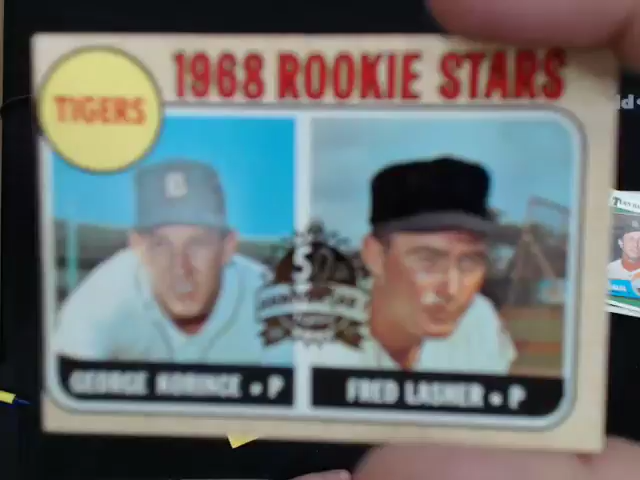 1968 ROOKIE STARS
TIGERS
GEORGE KORINCE • P
FRED LASHER • P